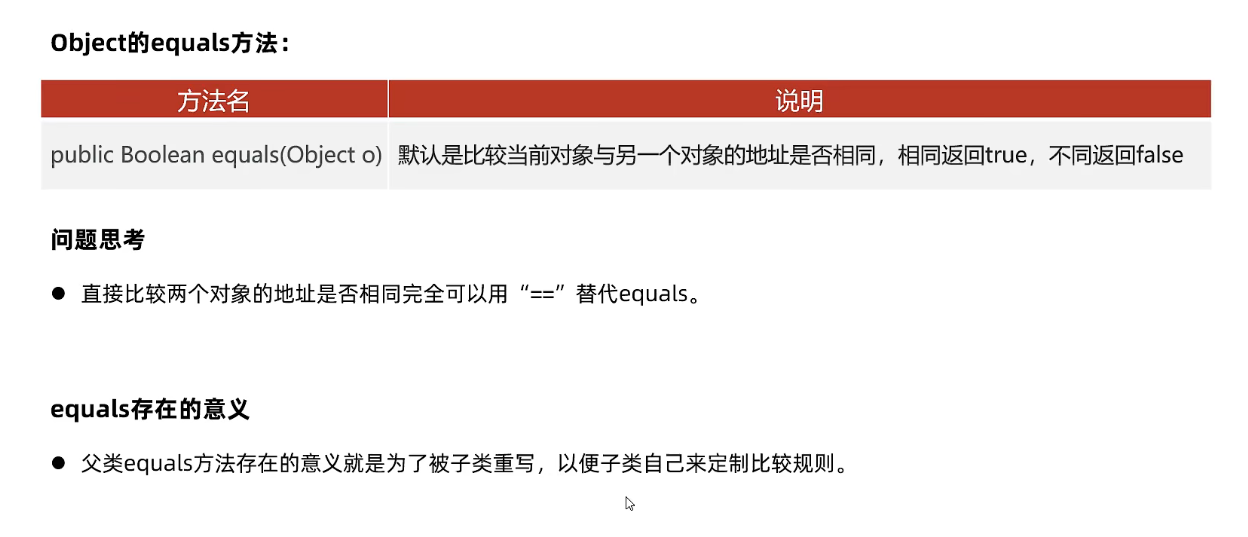 Object的equals方法：
方法名 说明
public Boolean equals(Object o) 默认是比较当前对象与另一个对象的地址是否相同，相同返回true，不同返回false
问题思考
● 直接比较两个对象的地址是否相同完全可以用“==”替代equals。
equals存在的意义
● 父类equals方法存在的意义就是为了被子类重写，以便子类自己来定制比较规则。